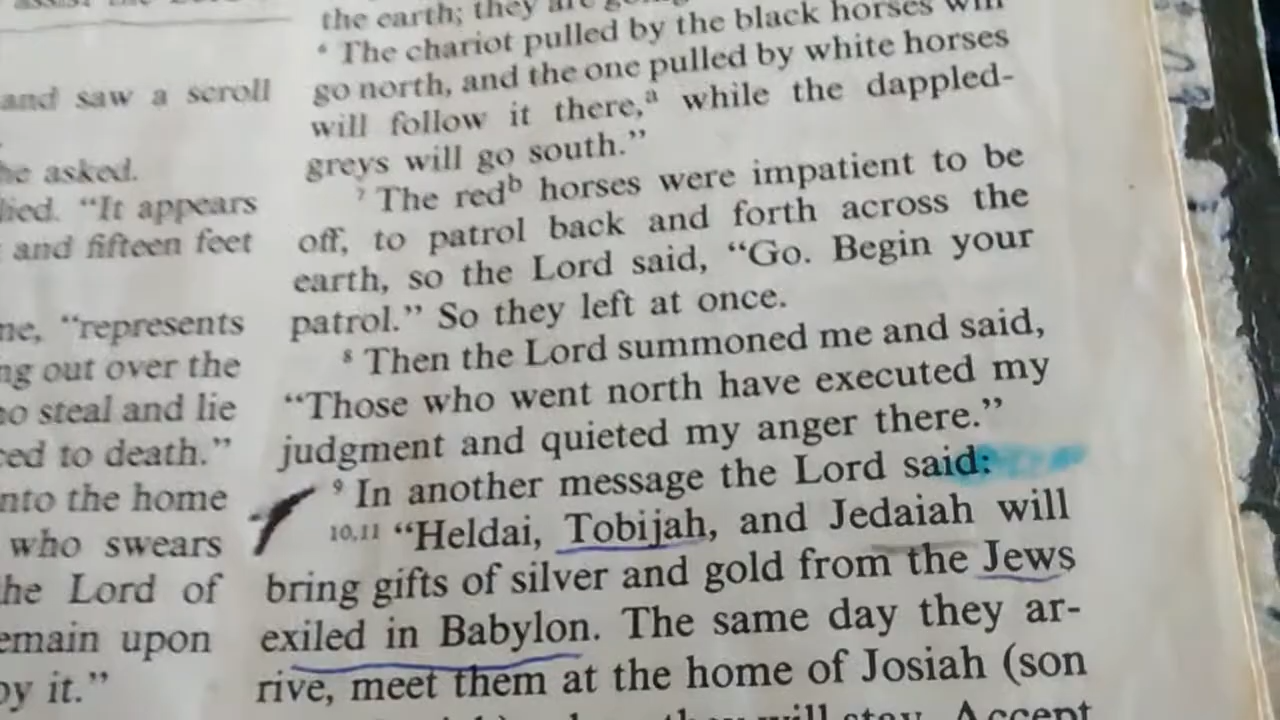 and saw a scroll
he asked.
lied. "It appears
and fifteen feet
me, "represents
ng out over the
ho steal and lie
ced to death."
nto the home
who swears
the Lord of
emain upon
by it."
the earth; they are
⁶ The chariot pulled by the black horses will
go north, and the one pulled by white horses
will follow it there,ᵃ while the dappled-
greys will go south."
⁷ The redᵇ horses were impatient to be
off, to patrol back and forth across the
earth, so the Lord said, "Go. Begin your
patrol." So they left at once.
⁸ Then the Lord summoned me and said,
"Those who went north have executed my
judgment and quieted my anger there."
⁹ In another message the Lord said:
¹⁰,¹¹ "Heldai, Tobijah, and Jedaiah will
bring gifts of silver and gold from the Jews
exiled in Babylon. The same day they ar-
rive, meet them at the home of Josiah (son
they will stay. Accept